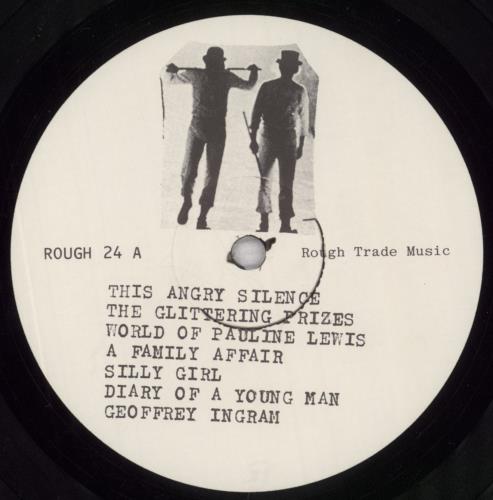 ROUGH 24 A
Rough Trade Music
THIS ANGRY SILENCE
THE GLITTERING PRIZES
WORLD OF PAULINE LEWIS
A FAMILY AFFAIR
SILLY GIRL
DIARY OF A YOUNG MAN
GEOFFREY INGRAM